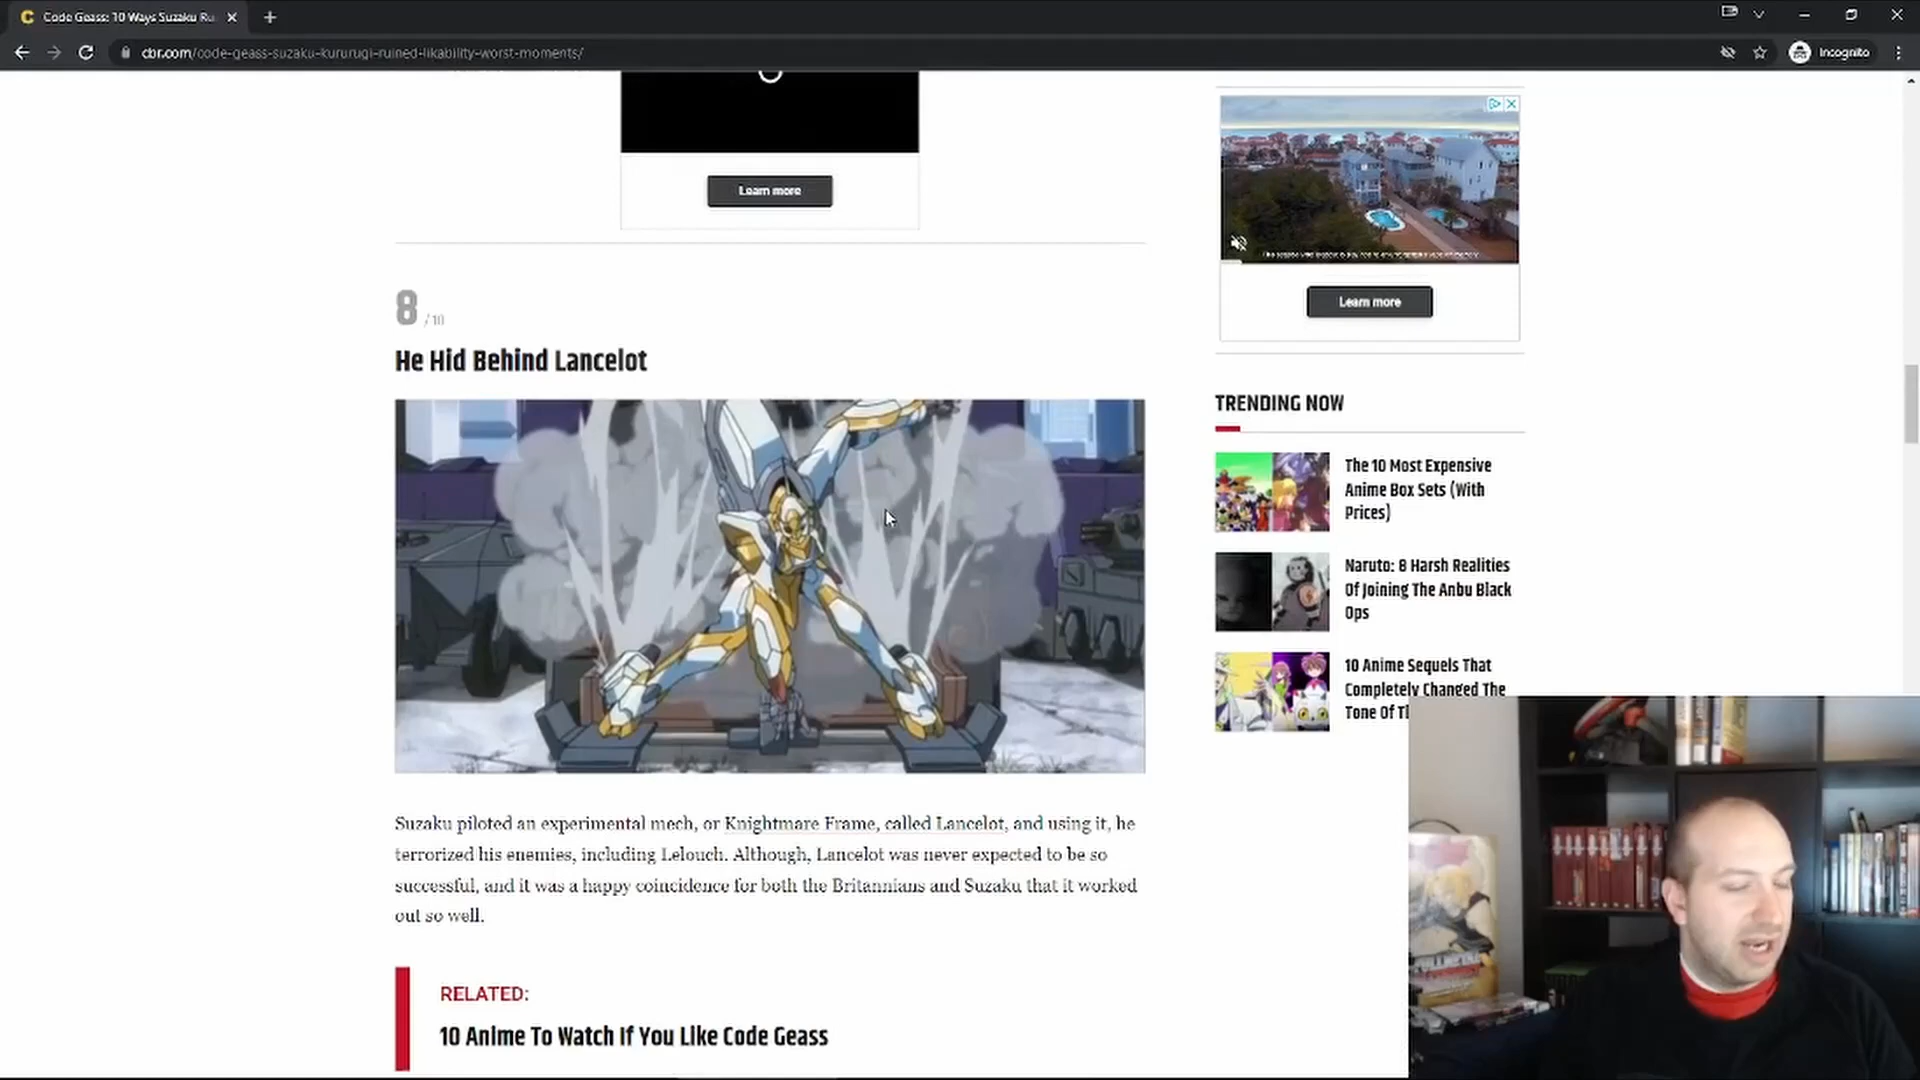 Code Geass: 10 Ways Suzaku Ru
cbr.com/code-geass-suzaku-kururugi-ruined-likability-worst-moments/
Incognito
Learn more
8 /10
He Hid Behind Lancelot
Suzaku piloted an experimental mech, or Knightmare Frame, called Lancelot, and using it, he
terrorized his enemies, including Lelouch. Although, Lancelot was never expected to be so
successful, and it was a happy coincidence for both the Britannians and Suzaku that it worked
out so well.
RELATED:
10 Anime To Watch If You Like Code Geass
Learn more
TRENDING NOW
The 10 Most Expensive
Anime Box Sets (With
Prices)
Naruto: 8 Harsh Realities
Of Joining The Anbu Black
Ops
10 Anime Sequels That
Completely Changed The
Tone Of